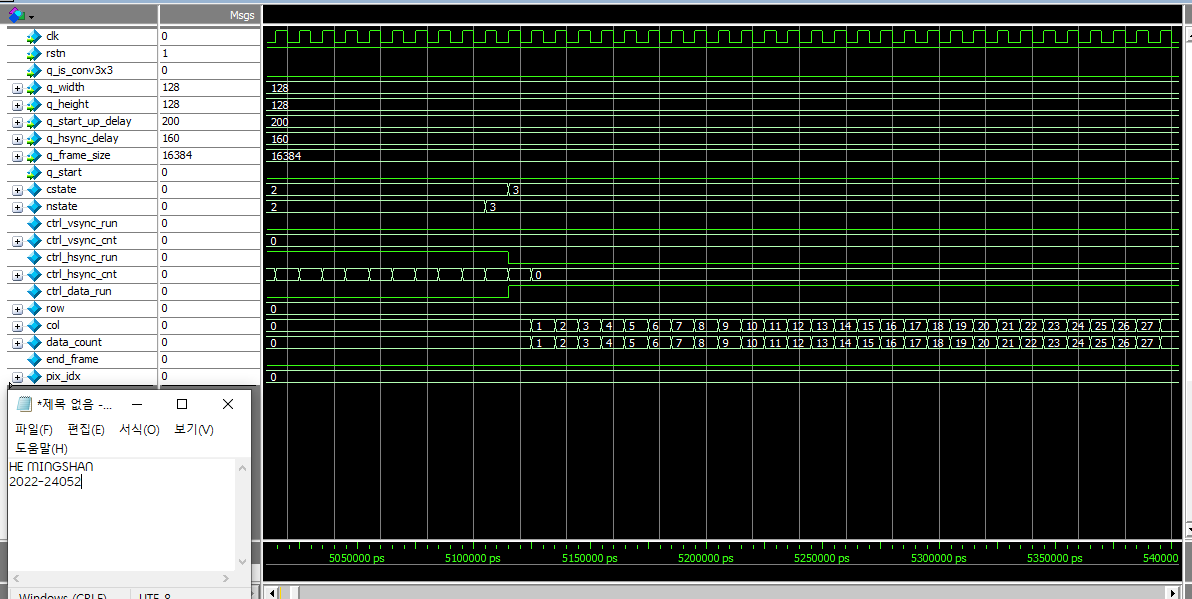 Msgs
clk 0
rstn 1
q_is_conv3x3 0
q_width 128 128
q_height 128 128
q_start_up_delay 200 200
q_hsync_delay 160 160
q_frame_size 16384 16384
q_start 0
cstate 0 2 3
nstate 0 2 3
ctrl_vsync_run 0
ctrl_vsync_cnt 0 0
ctrl_hsync_run 0
ctrl_hsync_cnt 0 0
ctrl_data_run 0
row 0 0
col 0 0 1 2 3 4 5 6 7 8 9 10 11 12 13 14 15 16 17 18 19 20 21 22 23 24 25 26 27
data_count 0 0 1 2 3 4 5 6 7 8 9 10 11 12 13 14 15 16 17 18 19 20 21 22 23 24 25 26 27
end_frame 0
pix_idx 0 0
*제목 없음 -...
파일(F) 편집(E) 서식(O) 보기(V)
도움말(H)
HE MINGSHAN
2022-24052
5050000 ps 5100000 ps 5150000 ps 5200000 ps 5250000 ps 5300000 ps 5350000 ps 540000
Windows (CRLF) UTF-8